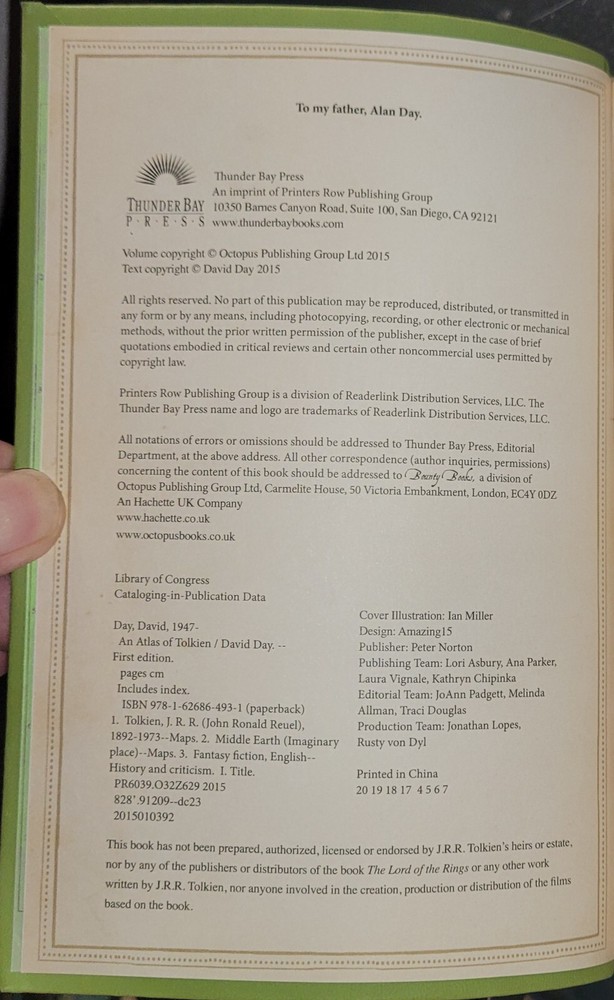 To my father, Alan Day.
THUNDER BAY
P · R · E · S · S
Thunder Bay Press
An imprint of Printers Row Publishing Group
10350 Barnes Canyon Road, Suite 100, San Diego, CA 92121
www.thunderbaybooks.com
Volume copyright © Octopus Publishing Group Ltd 2015
Text copyright © David Day 2015
All rights reserved. No part of this publication may be reproduced, distributed, or transmitted in
any form or by any means, including photocopying, recording, or other electronic or mechanical
methods, without the prior written permission of the publisher, except in the case of brief
quotations embodied in critical reviews and certain other noncommercial uses permitted by
copyright law.
Printers Row Publishing Group is a division of Readerlink Distribution Services, LLC. The
Thunder Bay Press name and logo are trademarks of Readerlink Distribution Services, LLC.
All notations of errors or omissions should be addressed to Thunder Bay Press, Editorial
Department, at the above address. All other correspondence (author inquiries, permissions)
concerning the content of this book should be addressed to Bounty Books, a division of
Octopus Publishing Group Ltd, Carmelite House, 50 Victoria Embankment, London, EC4Y 0DZ
An Hachette UK Company
www.hachette.co.uk
www.octopusbooks.co.uk
Library of Congress
Cataloging-in-Publication Data
Day, David, 1947-
An Atlas of Tolkien / David Day. --
First edition.
pages cm
Includes index.
ISBN 978-1-62686-493-1 (paperback)
1. Tolkien, J. R. R. (John Ronald Reuel),
1892-1973--Maps. 2. Middle Earth (Imaginary
place)--Maps. 3. Fantasy fiction, English--
History and criticism. I. Title.
PR6039.O32Z629 2015
828'.91209--dc23
2015010392
Cover Illustration: Ian Miller
Design: Amazing15
Publisher: Peter Norton
Publishing Team: Lori Asbury, Ana Parker,
Laura Vignale, Kathryn Chipinka
Editorial Team: JoAnn Padgett, Melinda
Allman, Traci Douglas
Production Team: Jonathan Lopes,
Rusty von Dyl
Printed in China
20 19 18 17 4 5 6 7
This book has not been prepared, authorized, licensed or endorsed by J.R.R. Tolkien's heirs or estate,
nor by any of the publishers or distributors of the book The Lord of the Rings or any other work
written by J.R.R. Tolkien, nor anyone involved in the creation, production or distribution of the films
based on the book.